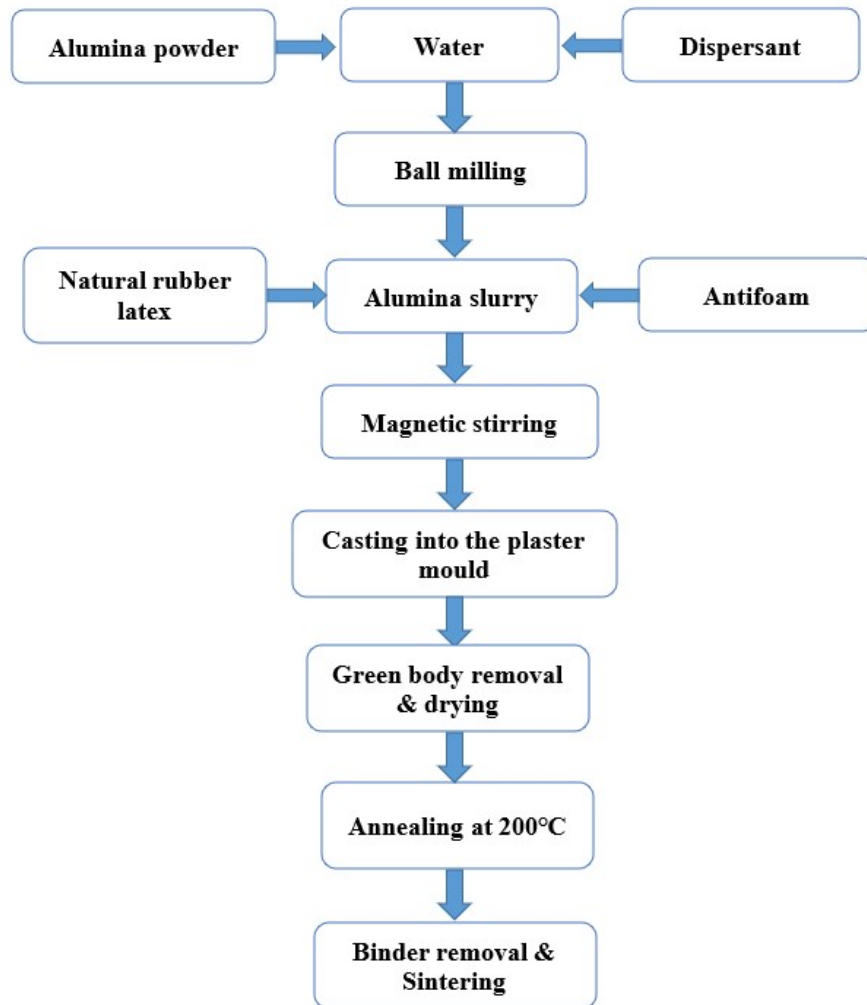 Alumina powder
Water
Dispersant
Ball milling
Natural rubber
latex
Alumina slurry
Antifoam
Magnetic stirring
Casting into the plaster
mould
Green body removal
& drying
Annealing at 200°C
Binder removal &
Sintering